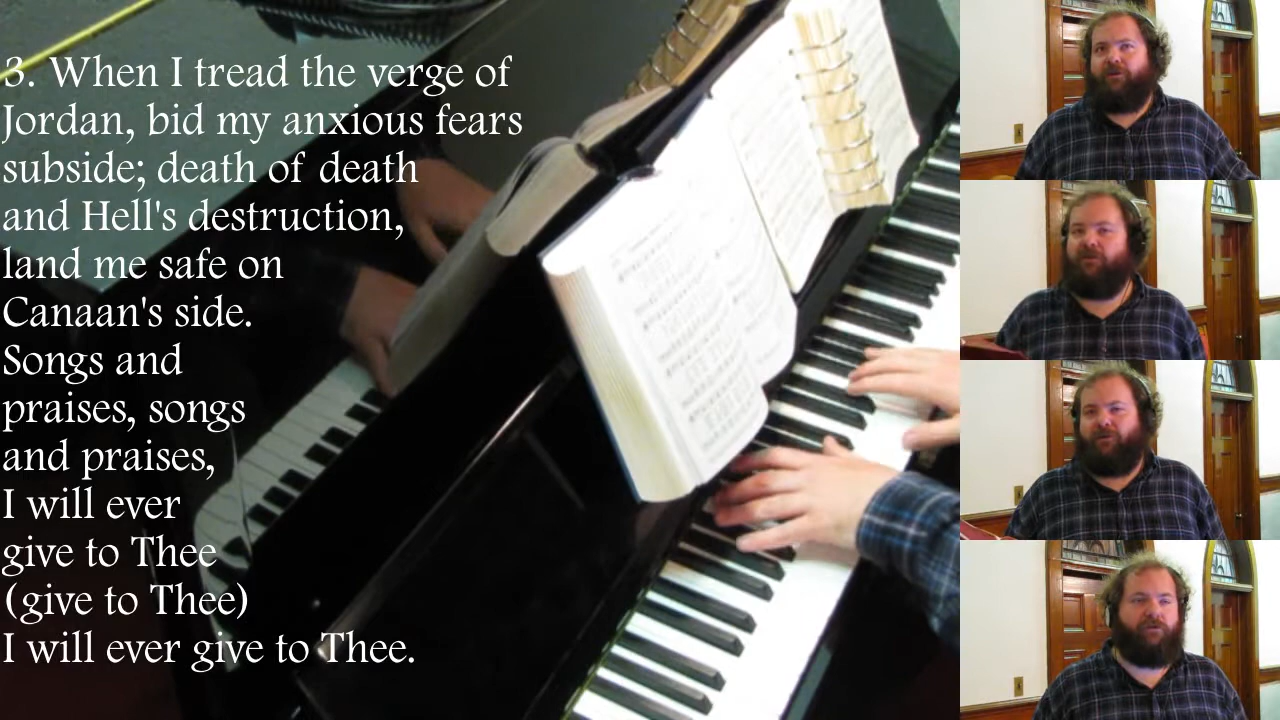 3. When I tread the verge of
Jordan, bid my anxious fears
subside; death of death
and Hell's destruction,
land me safe on
Canaan's side.
Songs and
praises, songs
and praises,
I will ever
give to Thee
(give to Thee)
I will ever give to Thee.